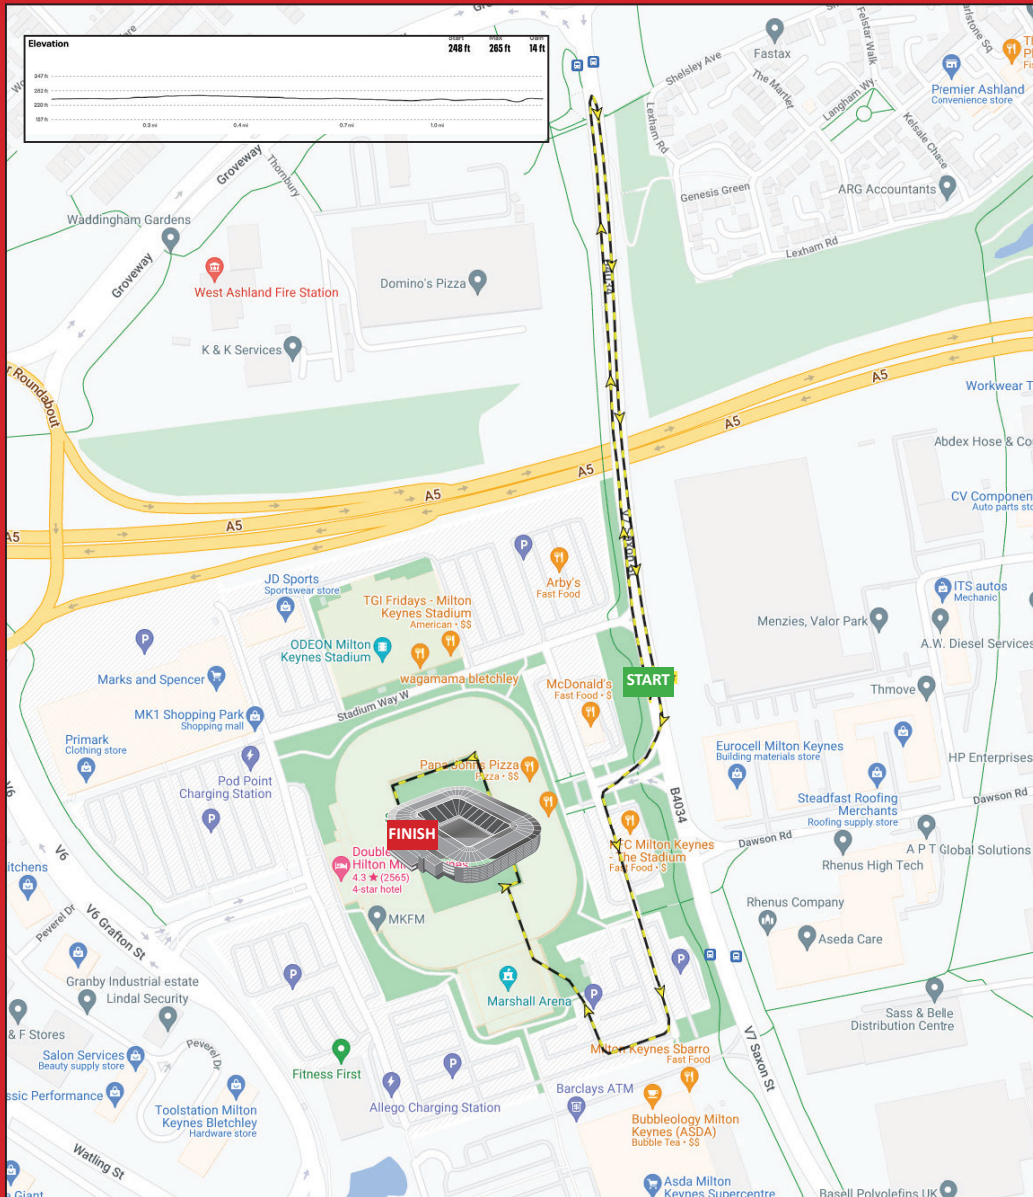 Elevation
Start
Max
Gain
248 ft
265 ft
14 ft
0.4 mi
0.7 mi
1.0 mi
Fastax
Shelsley Ave
The Martlet
Langham Wy
Felstar Walk
Kelsale Chase
Premier Ashland
Convenience store
Lexham Rd
Genesis Green
ARG Accountants
Lexham Rd
Groveway
Thornbury
Waddingham Gardens
Groveway
West Ashland Fire Station
Domino's Pizza
K & K Services
r Roundabout
A5
A5
A5
A5
A5
A5
Workwear T
Abdex Hose & Co
CV Componen
Auto parts sto
JD Sports
Sportswear store
TGI Fridays - Milton
Keynes Stadium
American • $$
Arby's
Fast Food
ITS autos
Mechanic
Menzies, Valor Park
A.W. Diesel Services
ODEON Milton
Keynes Stadium
wagamama bletchley
Marks and Spencer
START
McDonald's
Fast Food • $
Thmove
MK1 Shopping Park
Shopping mall
Stadium Way W
Primark
Clothing store
Eurocell Milton Keynes
Building materials store
HP Enterprises
Papa John's Pizza
Pizza • $$
Pod Point
Charging Station
V6
B4034
Steadfast Roofing
Merchants
Roofing supply store
Dawson Rd
Dawson Rd
FINISH
C Milton Keynes
- The Stadium
Fast Food • $
V6
Double
Hilton Mi
nes
4.3 ★ (2565)
4-star hotel
Rhenus High Tech
A P T Global Solutions
itchens
Peverel Dr
V6 Grafton St
MKFM
Rhenus Company
Aseda Care
Granby Industrial estate
Lindal Security
Marshall Arena
Sass & Belle
Distribution Centre
& F Stores
Peverel Dr
V7 Saxon St
Salon Services
Beauty supply store
Fitness First
Milton Keynes Sbarro
Fast Food
ssic Performance
Toolstation Milton
Keynes Bletchley
Hardware store
Allego Charging Station
Barclays ATM
Bubbleology Milton
Keynes (ASDA)
Bubble Tea • $$
Watling St
Giant
Asda Milton
Keynes Supercentre
Basell Polyolefins UK